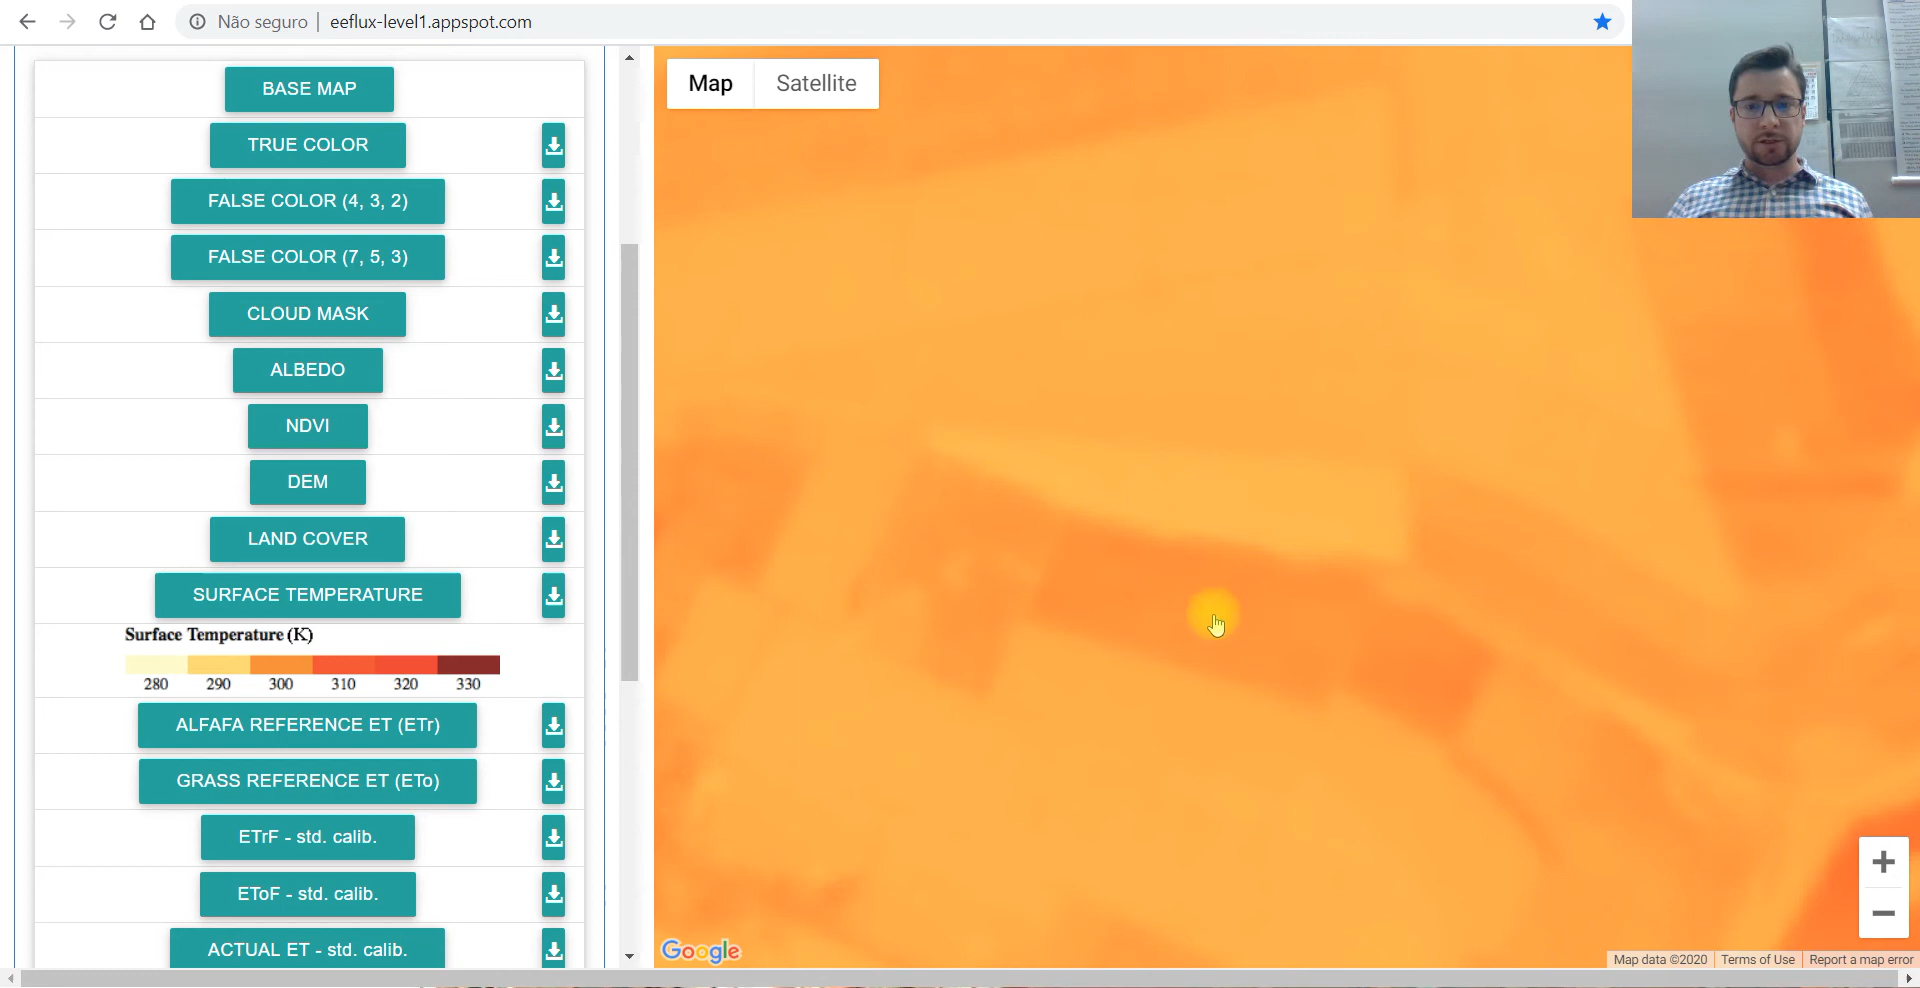 Não seguro
eeflux-level1.appspot.com
BASE MAP
TRUE COLOR
FALSE COLOR (4, 3, 2)
FALSE COLOR (7, 5, 3)
CLOUD MASK
ALBEDO
NDVI
DEM
LAND COVER
SURFACE TEMPERATURE
Surface Temperature (K)
280 290 300 310 320 330
ALFAFA REFERENCE ET (ETr)
GRASS REFERENCE ET (ETo)
ETrF - std. calib.
EToF - std. calib.
ACTUAL ET - std. calib.
Map Satellite
Google
Map data ©2020 Terms of Use Report a map error